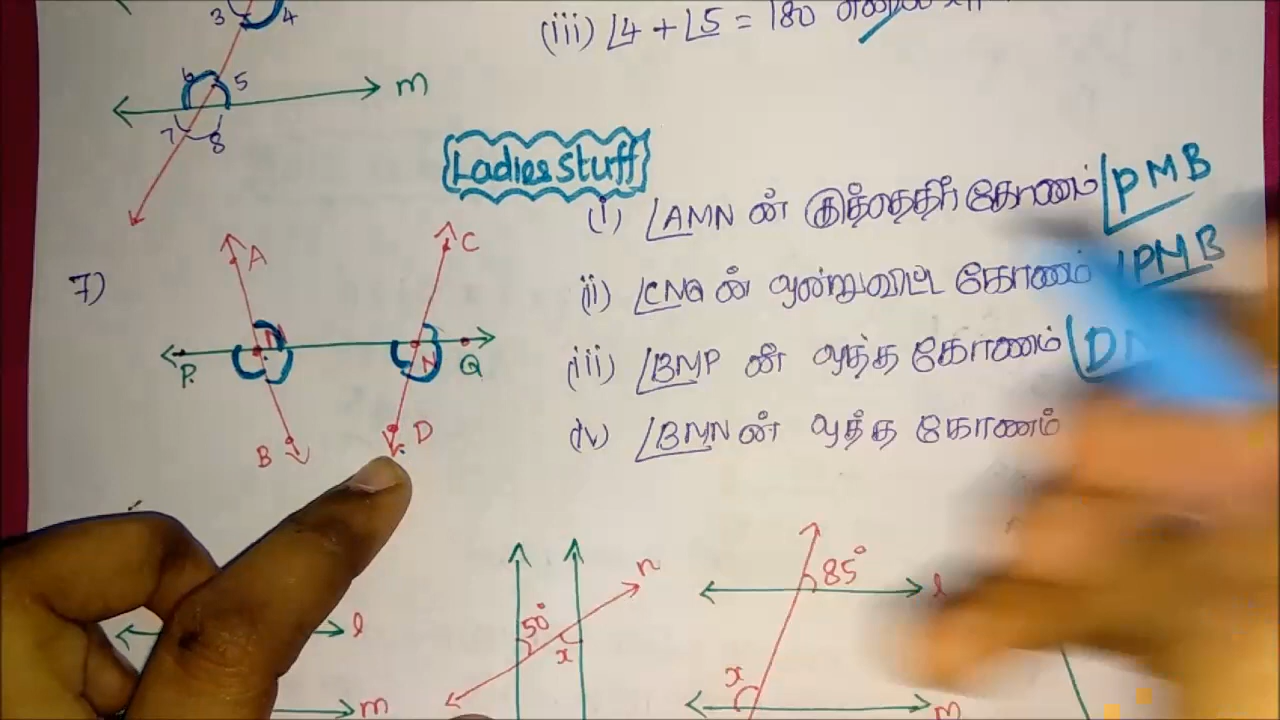 3 4
(iii) ∠4 + ∠5 = 180
6 5
m
7 8
Ladies Stuff
(i) ∠AMN ன் குத்தெதிர் கோணம் ∠PMB
7)
A C
(ii) ∠CNQ ன் ஒன்றுவிட்ட கோணம் ∠PMB
P. M N Q
(iii) ∠BMP ன் ஒத்த கோணம் ∠D
B D
(iv) ∠BMN ன் ஒத்த கோணம்
n
85°
l
50°
l
x
x
m
m